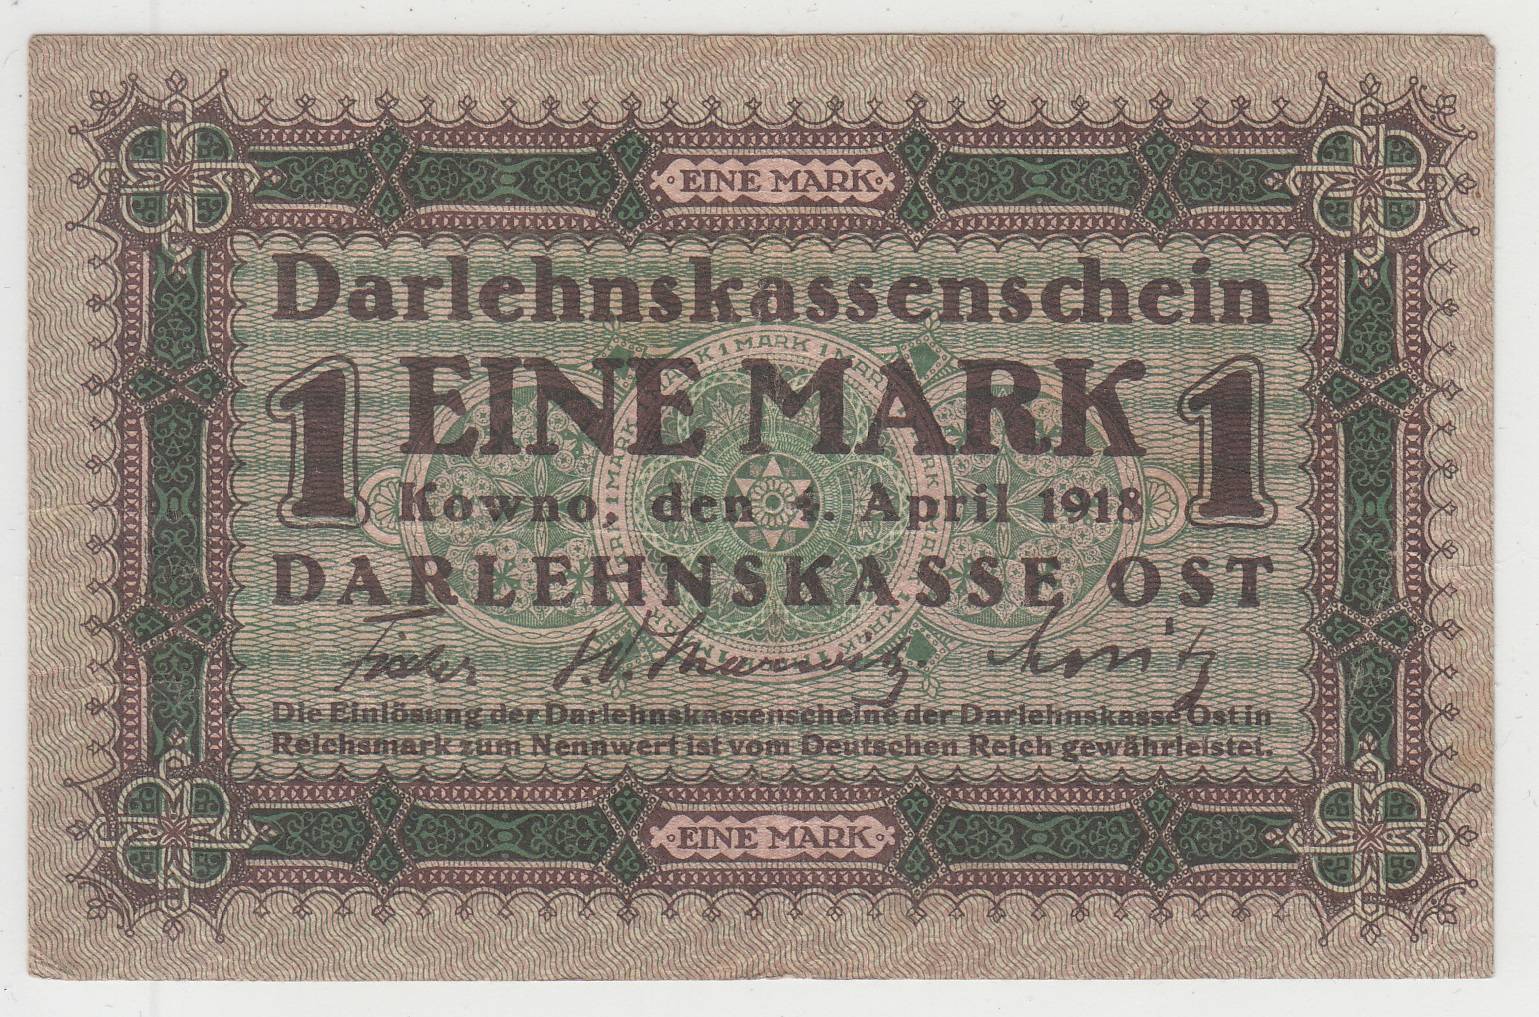 EINE MARK
Darlehnskassenschein
1 EINE MARK 1
Kowno, den 4. April 1918
DARLEHNSKASSE OST
Fischer
Die Einlösung der Darlehnskassenscheine der Darlehnskasse Ost in
Reichsmark zum Nennwert ist vom Deutschen Reich gewährleistet.
EINE MARK